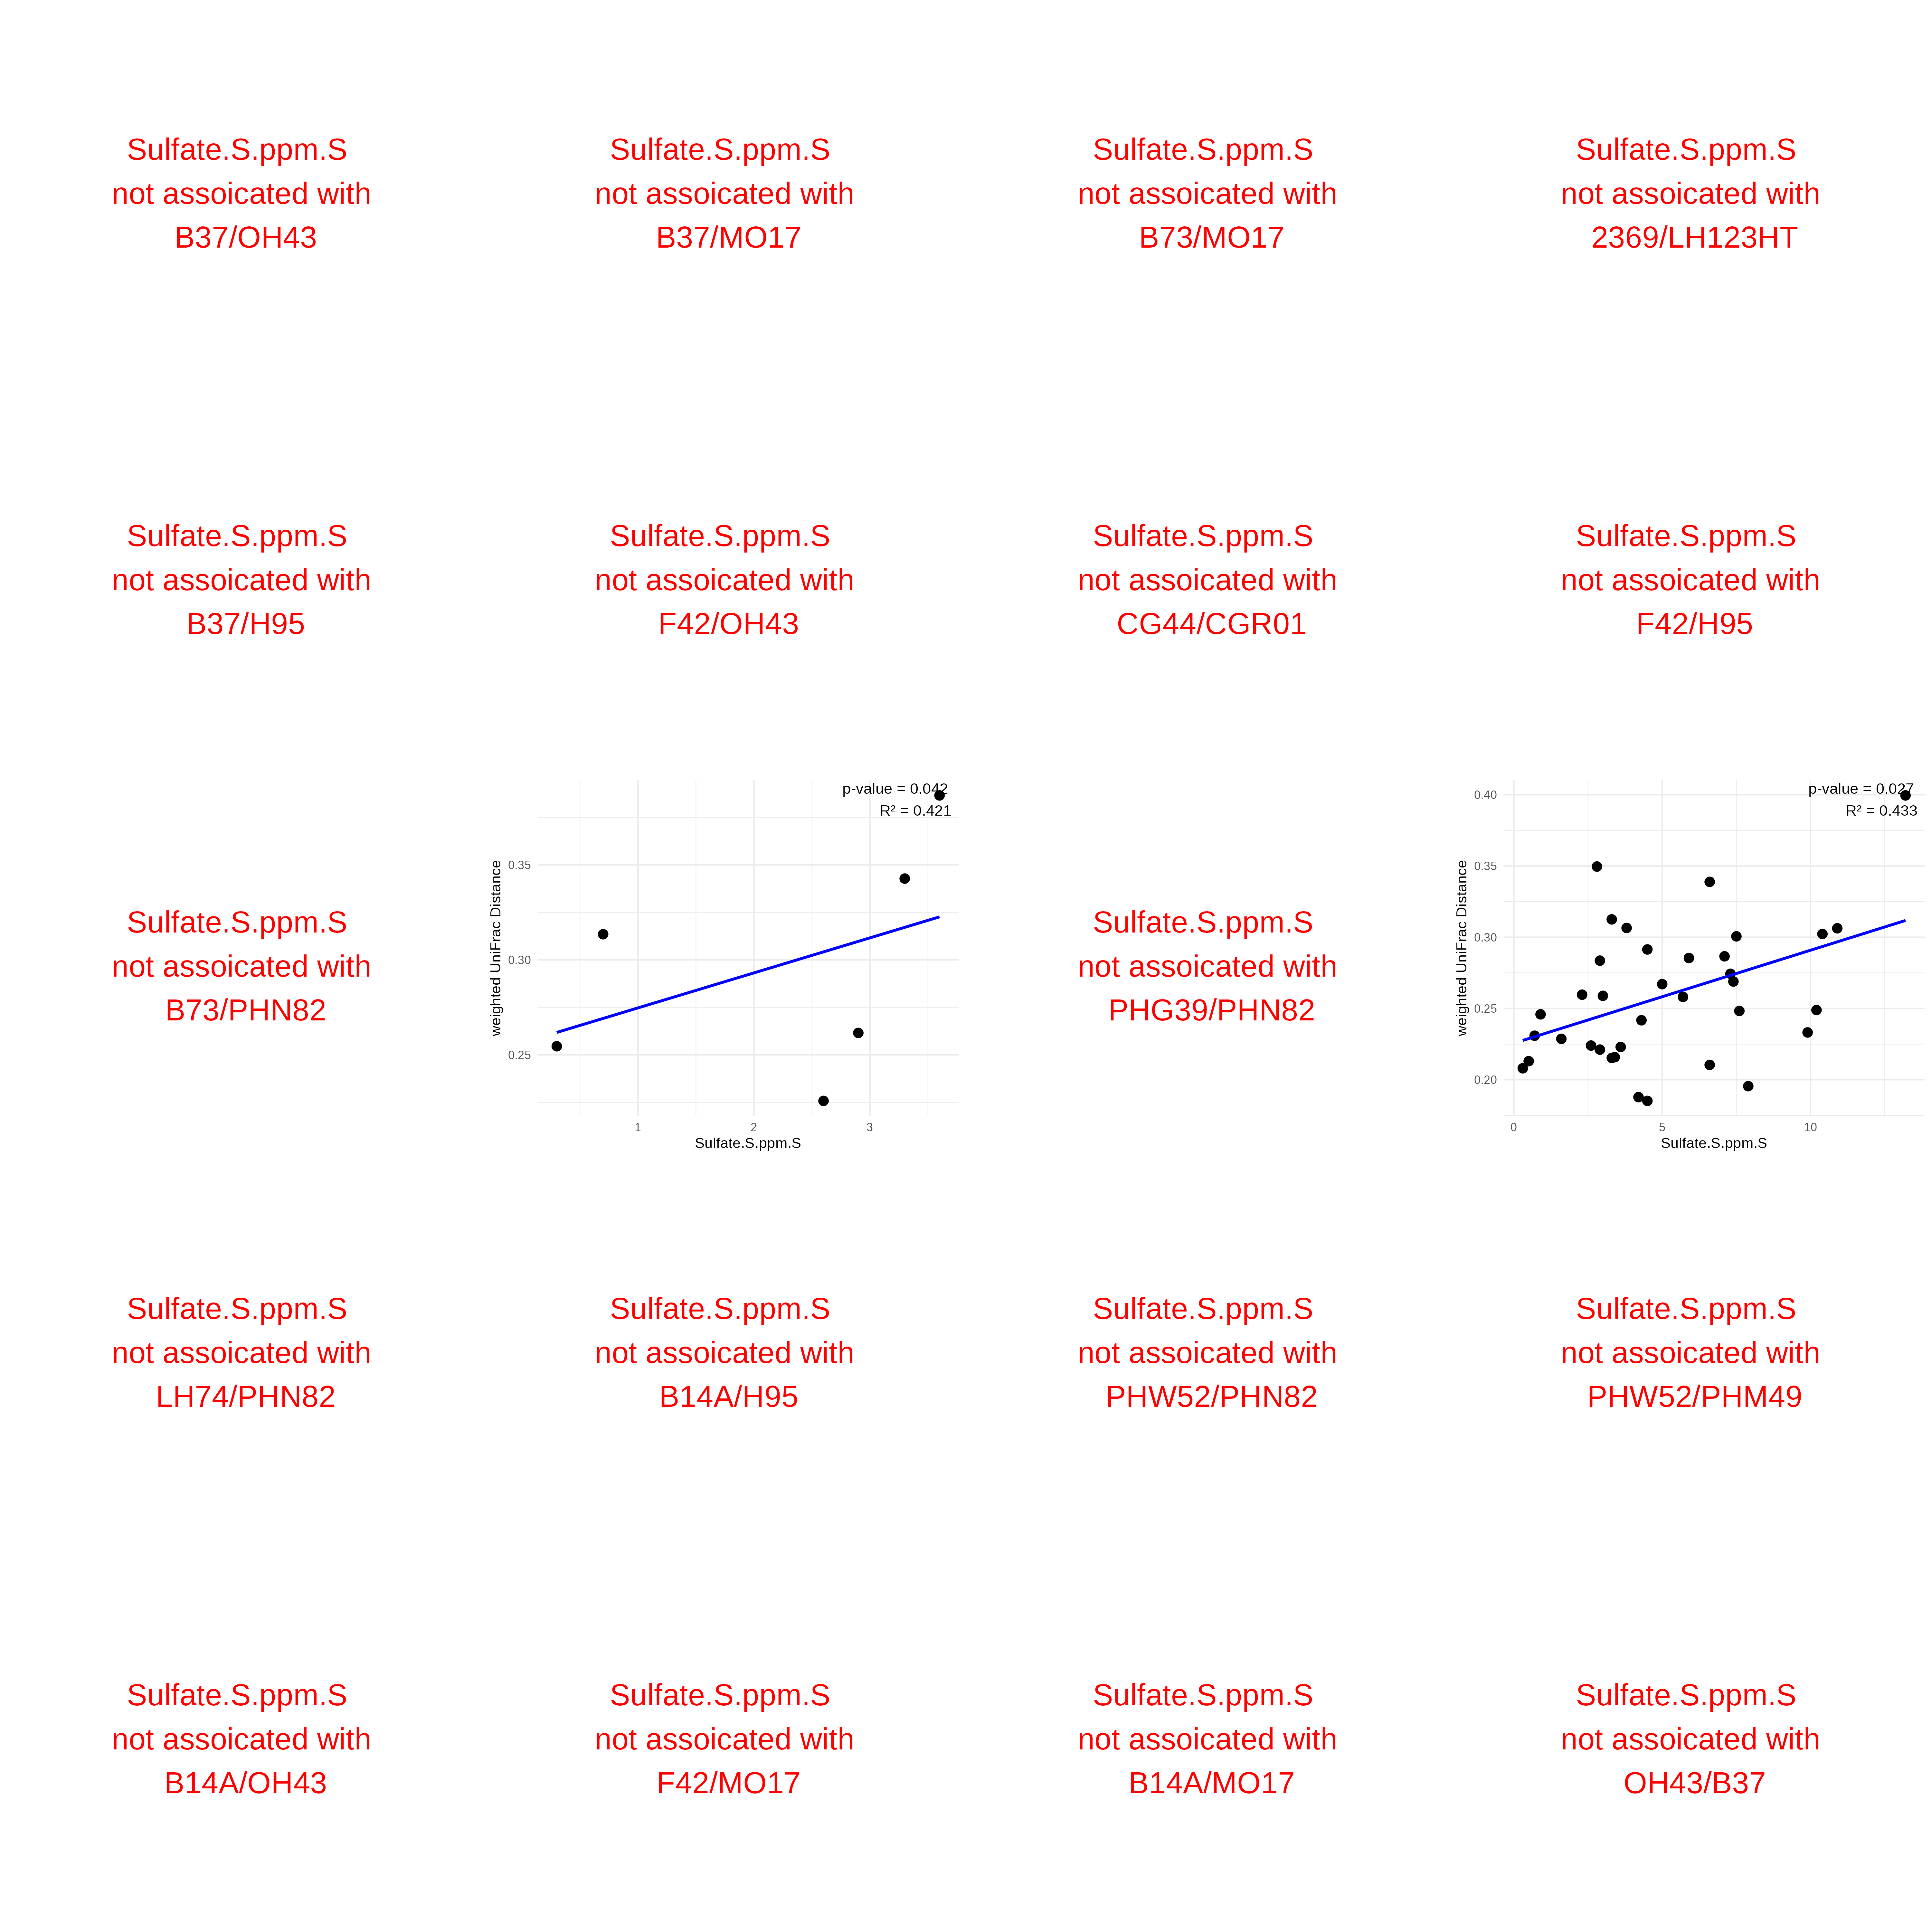 Sulfate.S.ppm.S
not assoicated with
B37/OH43
Sulfate.S.ppm.S
not assoicated with
B37/MO17
Sulfate.S.ppm.S
not assoicated with
B73/MO17
Sulfate.S.ppm.S
not assoicated with
2369/LH123HT
Sulfate.S.ppm.S
not assoicated with
B37/H95
Sulfate.S.ppm.S
not assoicated with
F42/OH43
Sulfate.S.ppm.S
not assoicated with
CG44/CGR01
Sulfate.S.ppm.S
not assoicated with
F42/H95
Sulfate.S.ppm.S
not assoicated with
B73/PHN82
p-value = 0.042
R² = 0.421
weighted UniFrac Distance
0.35
0.30
0.25
1
2
3
Sulfate.S.ppm.S
Sulfate.S.ppm.S
not assoicated with
PHG39/PHN82
p-value = 0.027
R² = 0.433
weighted UniFrac Distance
0.40
0.35
0.30
0.25
0.20
0
5
10
Sulfate.S.ppm.S
Sulfate.S.ppm.S
not assoicated with
LH74/PHN82
Sulfate.S.ppm.S
not assoicated with
B14A/H95
Sulfate.S.ppm.S
not assoicated with
PHW52/PHN82
Sulfate.S.ppm.S
not assoicated with
PHW52/PHM49
Sulfate.S.ppm.S
not assoicated with
B14A/OH43
Sulfate.S.ppm.S
not assoicated with
F42/MO17
Sulfate.S.ppm.S
not assoicated with
B14A/MO17
Sulfate.S.ppm.S
not assoicated with
OH43/B37